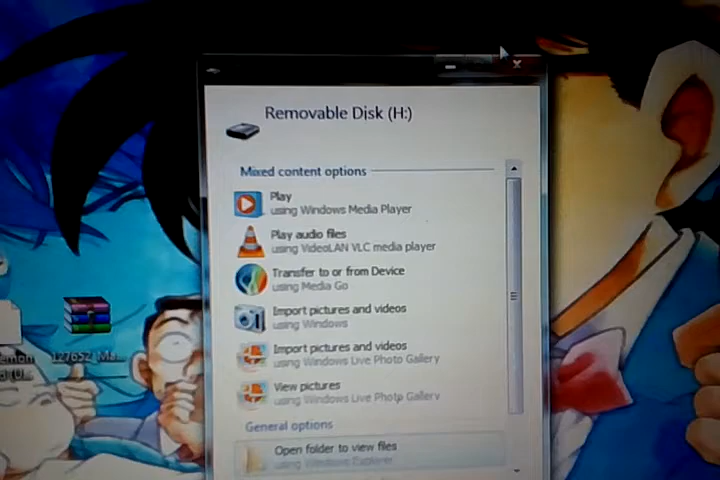 Removable Disk (H:)
Mixed content options
Play
using Windows Media Player
Play audio files
using VideoLAN VLC media player
Transfer to or from Device
using Media Go
Import pictures and videos
using Windows
Import pictures and videos
using Windows Live Photo Gallery
View pictures
using Windows Live Photo Gallery
General options
Open folder to view files
using Windows Explorer
127652_Ma...